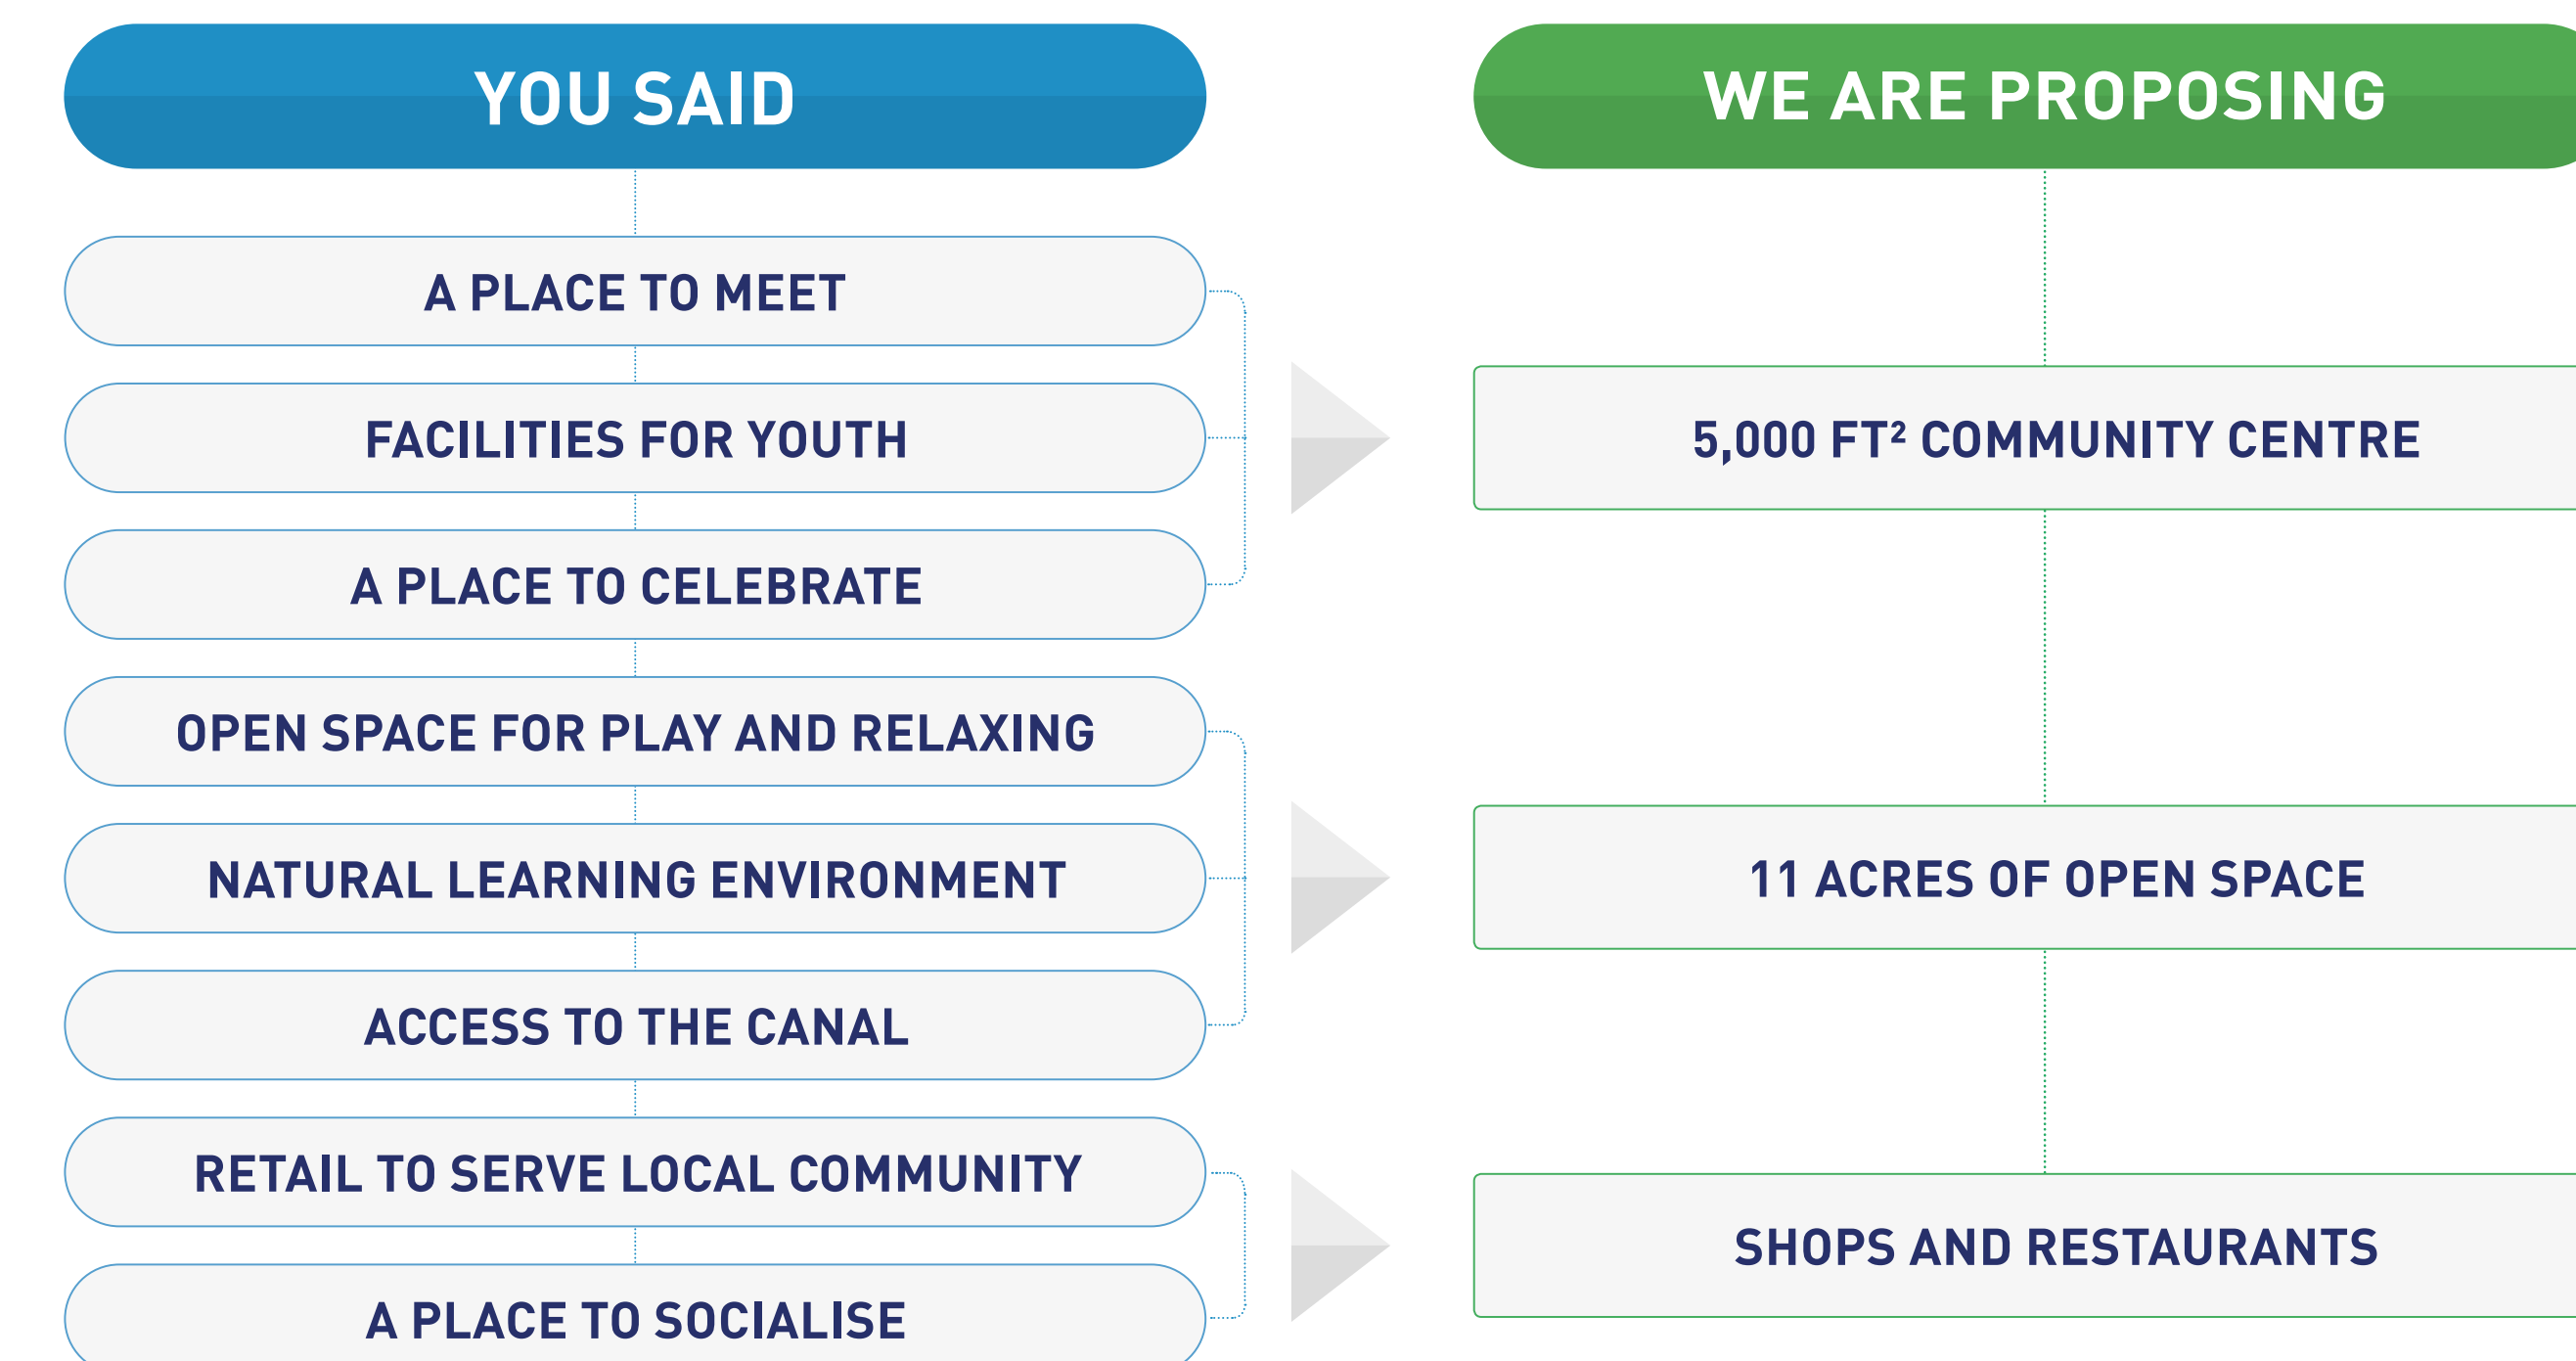 YOU SAID
A PLACE TO MEET
FACILITIES FOR YOUTH
A PLACE TO CELEBRATE
OPEN SPACE FOR PLAY AND RELAXING
NATURAL LEARNING ENVIRONMENT
ACCESS TO THE CANAL
RETAIL TO SERVE LOCAL COMMUNITY
A PLACE TO SOCIALISE
WE ARE PROPOSING
5,000 FT² COMMUNITY CENTRE
11 ACRES OF OPEN SPACE
SHOPS AND RESTAURANTS